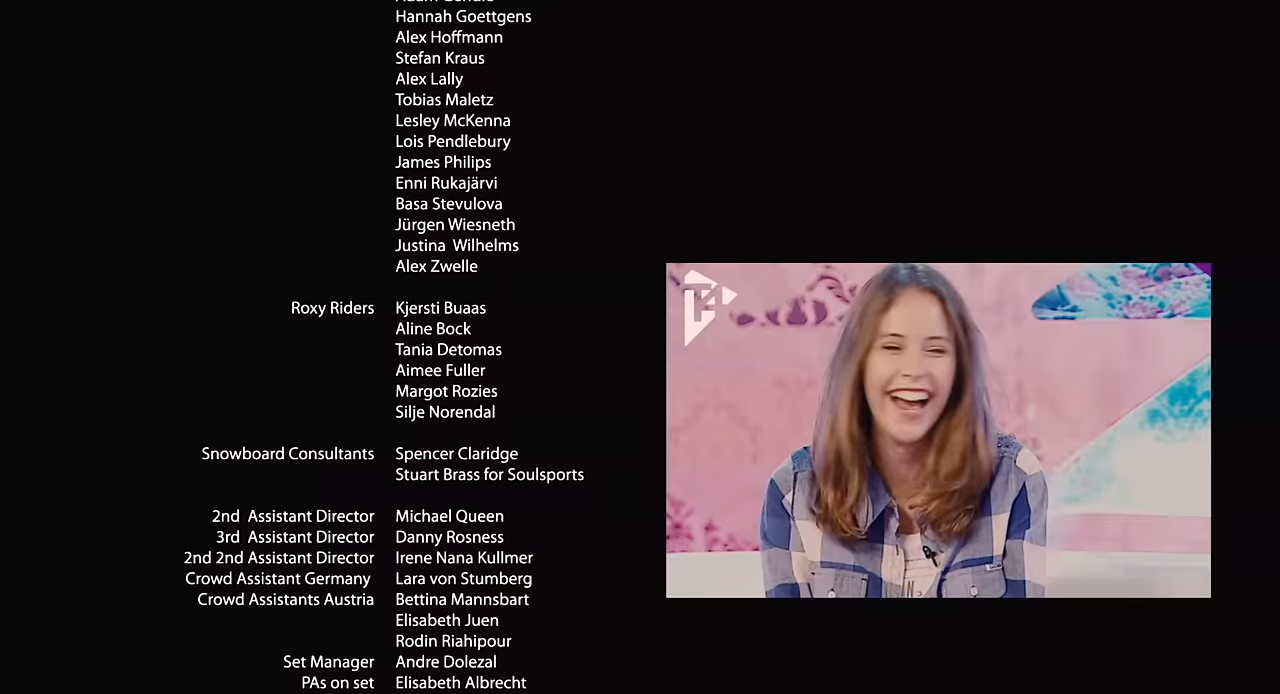 Hannah Goettgens
Alex Hoffmann
Stefan Kraus
Alex Lally
Tobias Maletz
Lesley McKenna
Lois Pendlebury
James Philips
Enni Rukajärvi
Basa Stevulova
Jürgen Wiesneth
Justina  Wilhelms
Alex Zwelle
Roxy Riders Kjersti Buaas
Aline Bock
Tania Detomas
Aimee Fuller
Margot Rozies
Silje Norendal
Snowboard Consultants Spencer Claridge
Stuart Brass for Soulsports
2nd  Assistant Director Michael Queen
3rd  Assistant Director Danny Rosness
2nd 2nd Assistant Director Irene Nana Kullmer
Crowd Assistant Germany Lara von Stumberg
Crowd Assistants Austria Bettina Mannsbart
Elisabeth Juen
Rodin Riahipour
Set Manager Andre Dolezal
PAs on set Elisabeth Albrecht